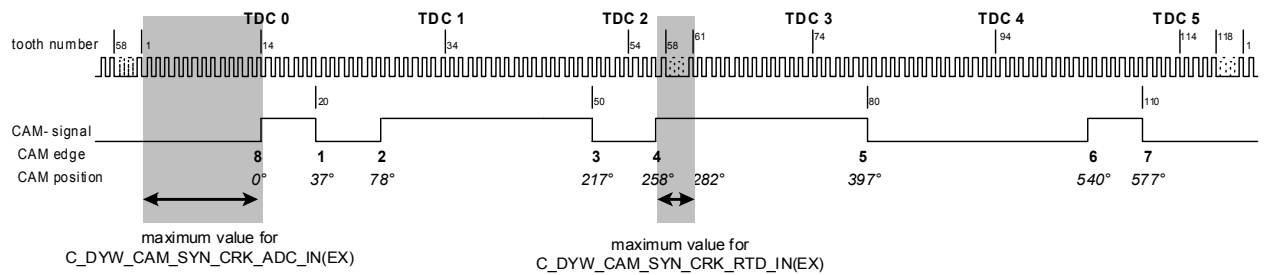 TDC 0 TDC 1 TDC 2 TDC 3 TDC 4 TDC 5
tooth number 58 1 14 34 54 58 61 74 94 114 118 1
20 50 80 110
CAM- signal
CAM edge 8 1 2 3 4 5 6 7
CAM position 0° 37° 78° 217° 258° 282° 397° 540° 577°
maximum value for
C_DYW_CAM_SYN_CRK_ADC_IN(EX)
maximum value for
C_DYW_CAM_SYN_CRK_RTD_IN(EX)